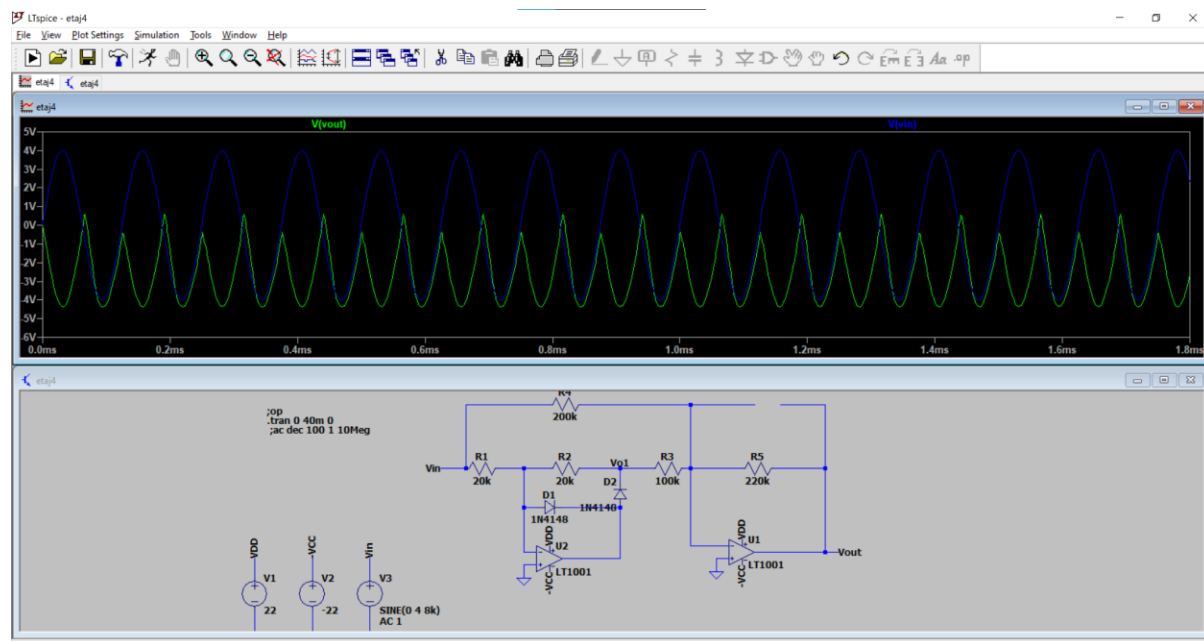 LTspice - etaj4
File View Plot Settings Simulation Tools Window Help
Aa .op
etaj4 etaj4
etaj4
V(vout) V(vin)
5V
4V
3V
2V
1V
0V
-1V
-2V
-3V
-4V
-5V
-6V
0.0ms 0.2ms 0.4ms 0.6ms 0.8ms 1.0ms 1.2ms 1.4ms 1.6ms 1.8ms
etaj4
;op
.tran 0 40m 0
;ac dec 100 1 10Meg
R4
200k
Vin
R1
20k
R2
20k
Vo1
R3
100k
R5
220k
D2
1N4148
D1
1N4148
VDD
U2
LT1001
-VCC
VDD
U1
LT1001
-VCC
Vout
VDD
V1
22
-VCC
V2
-22
Vin
V3
SINE(0 4 8k)
AC 1